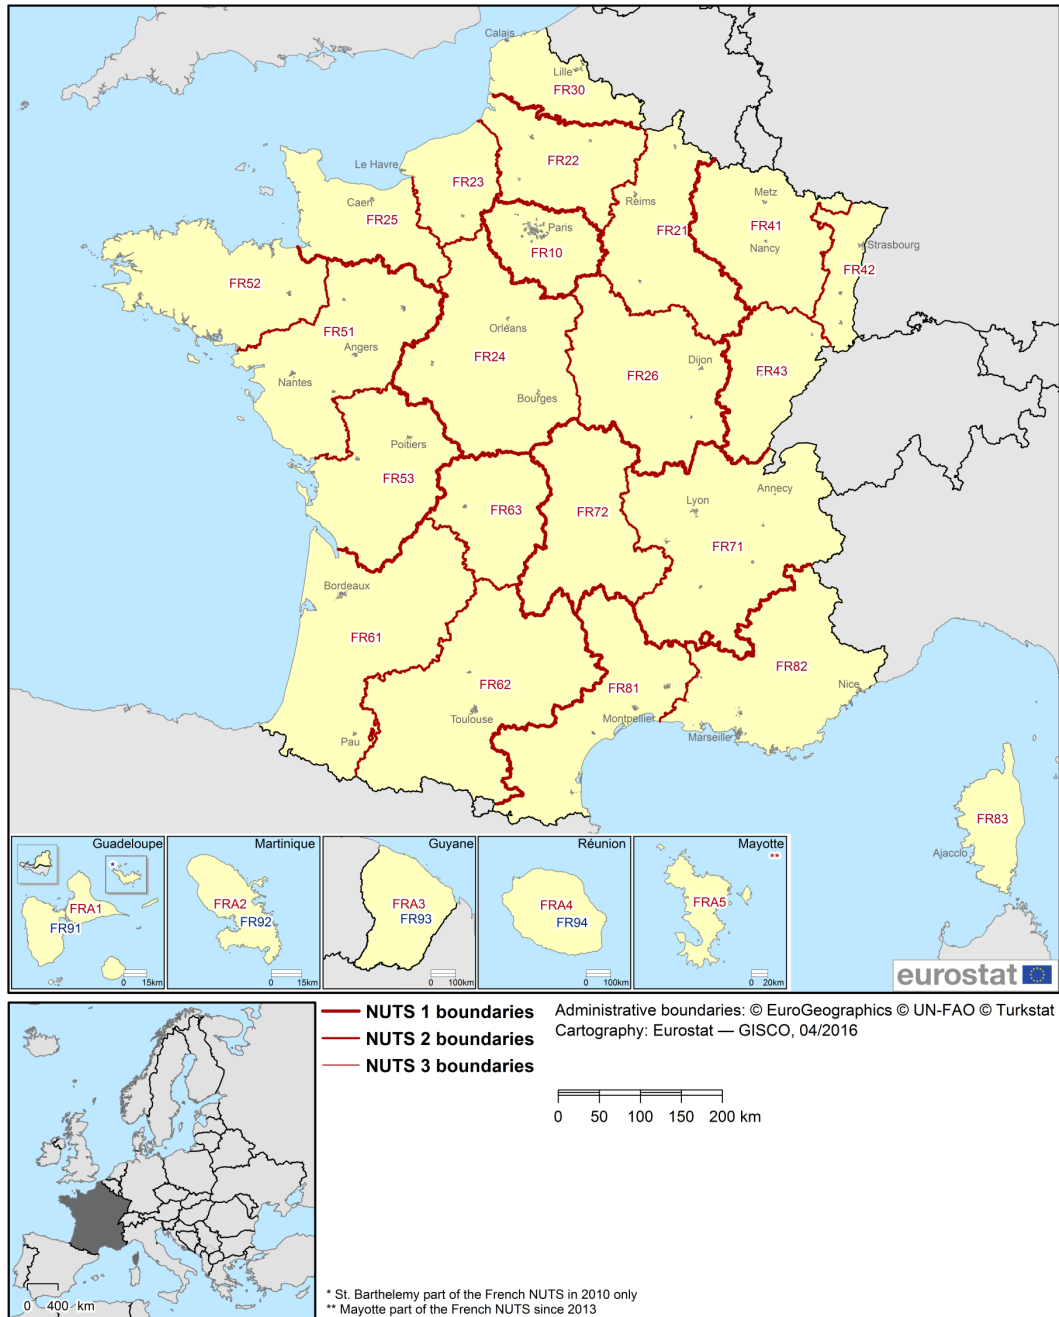 Calais
Lille
FR30
Le Havre
FR22
FR23
Caen
FR25
Reims
Metz
FR41
FR21
Paris
FR10
Nancy
Strasbourg
FR42
FR52
FR51
Orléans
Angers
FR24
Dijon
FR26
FR43
Nantes
Bourges
Poitiers
FR53
Annecy
Lyon
FR63
FR72
FR71
Bordeaux
FR61
FR82
FR62
FR81
Nice
Toulouse
Montpellier
Marseille
Pau
FR83
Ajaccio
Guadeloupe
*
FRA1
FR91
0 15km
Martinique
FRA2
FR92
0 15km
Guyane
FRA3
FR93
0 100km
Réunion
FRA4
FR94
0 100km
Mayotte
**
FRA5
0 20km
eurostat
NUTS 1 boundaries
NUTS 2 boundaries
NUTS 3 boundaries
Administrative boundaries: © EuroGeographics © UN-FAO © Turkstat
Cartography: Eurostat — GISCO, 04/2016
0 50 100 150 200 km
0 400 km
* St. Barthelemy part of the French NUTS in 2010 only
** Mayotte part of the French NUTS since 2013